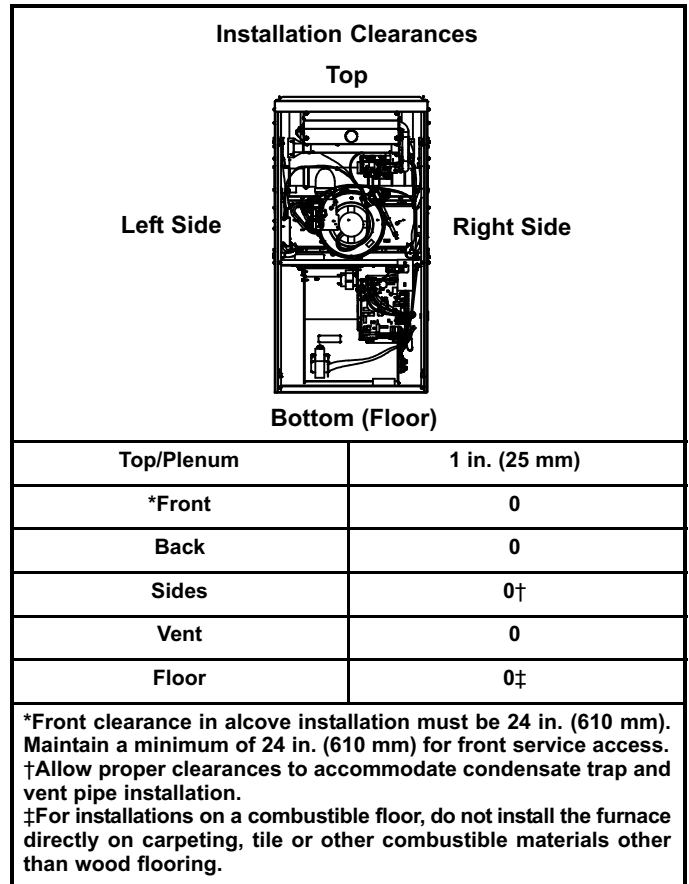 Installation Clearances
Top
Left Side
Right Side
Bottom (Floor)
Top/Plenum 1 in. (25 mm)
*Front 0
Back 0
Sides 0†
Vent 0
Floor 0‡
*Front clearance in alcove installation must be 24 in. (610 mm).
Maintain a minimum of 24 in. (610 mm) for front service access.
†Allow proper clearances to accommodate condensate trap and
vent pipe installation.
‡For installations on a combustible floor, do not install the furnace
directly on carpeting, tile or other combustible materials other
than wood flooring.